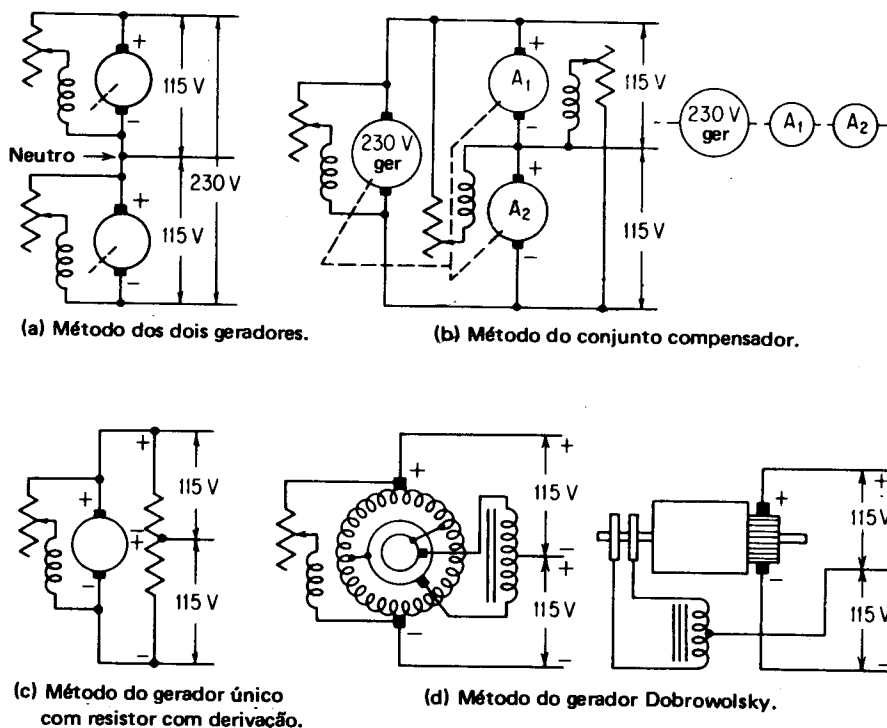 +
115 V
-
Neutro
230 V
+
115 V
-
(a) Método dos dois geradores.
230 V
ger
+
A1
-
+
A2
-
115 V
115 V
230 V
ger
A1
A2
(b) Método do conjunto compensador.
+
+
115 V
-
+
-
115 V
-
(c) Método do gerador único
com resistor com derivação.
+
+
115 V
-
+
115 V
-
-
+
+
115 V
-
115 V
-
(d) Método do gerador Dobrowolsky.